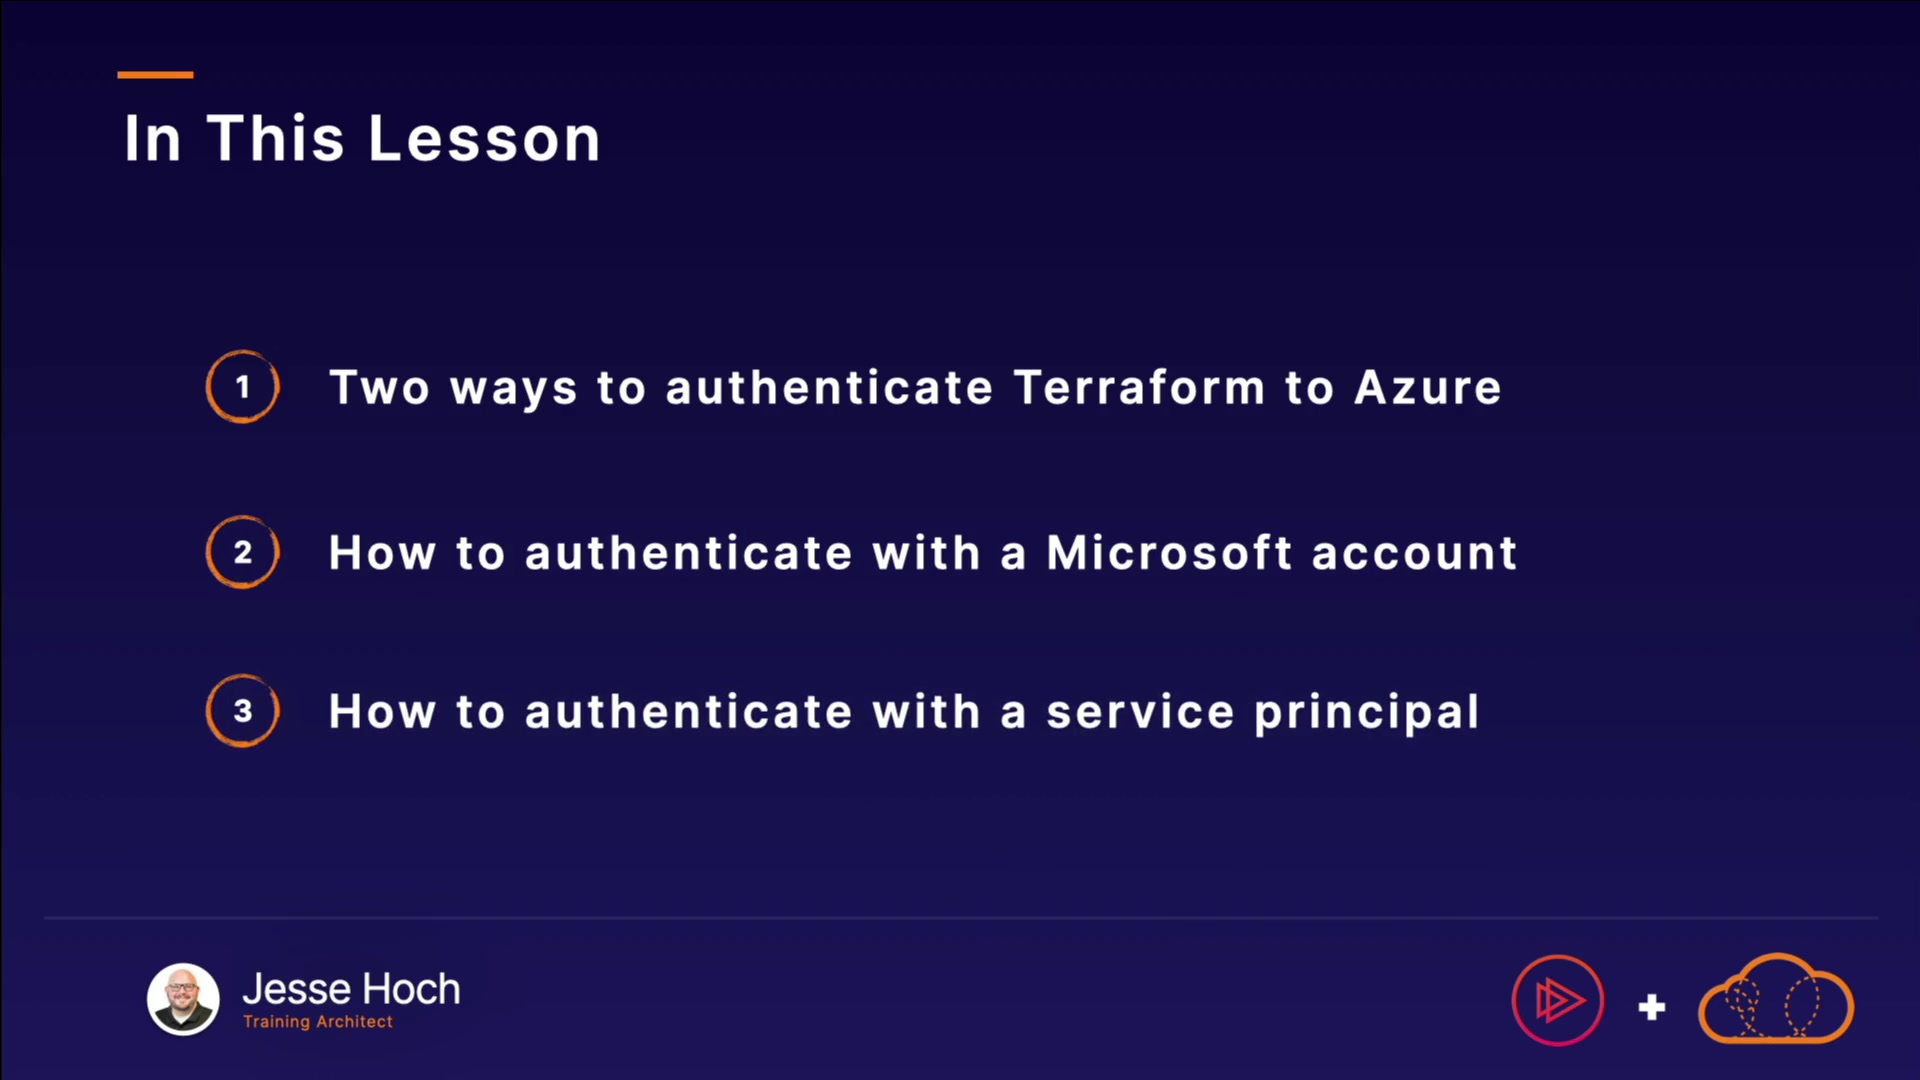 In This Lesson
1 Two ways to authenticate Terraform to Azure
2 How to authenticate with a Microsoft account
3 How to authenticate with a service principal
Jesse Hoch
Training Architect